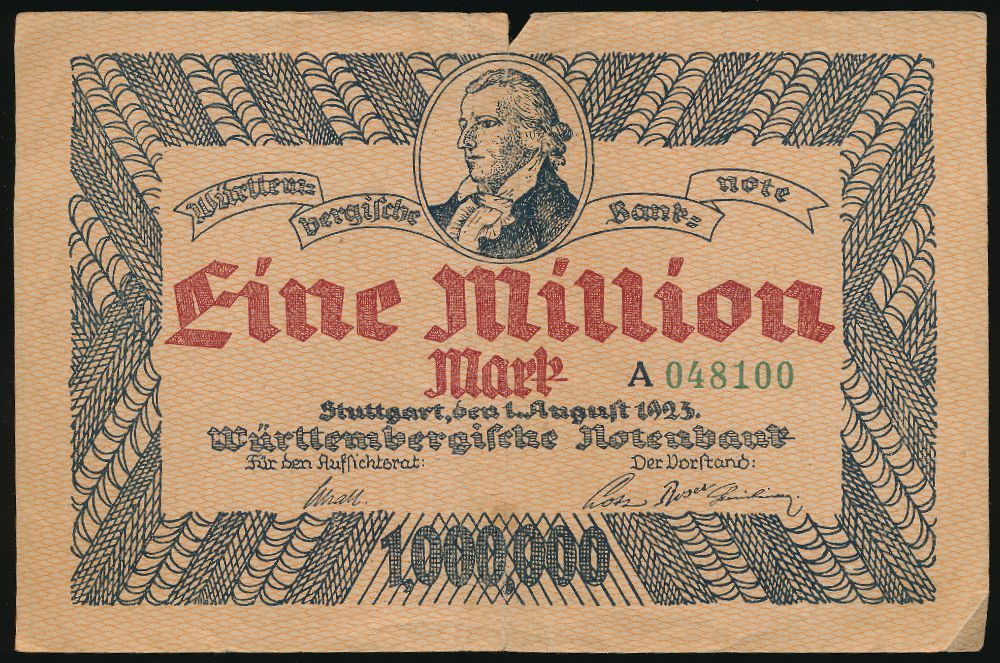 Württem=
bergische
Bank=
note
Eine Million
Mark
A 048100
Stuttgart, den 1. August 1923.
Württembergische Notenbank
Für den Aufsichtsrat:
Der Vorstand:
1,000,000